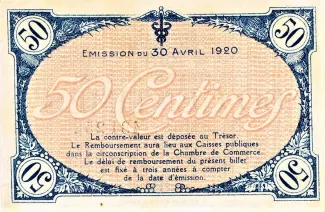 50 50
EMISSION DU 30 AVRIL 1920
50 Centimes
La contre-valeur est déposée au Trésor.
Le Remboursement aura lieu aux Caisses publiques
dans la circonscription de la Chambre de Commerce.
Le délai de remboursement du présent billet
est fixé à trois années à compter
de la date d'émission.
50 50